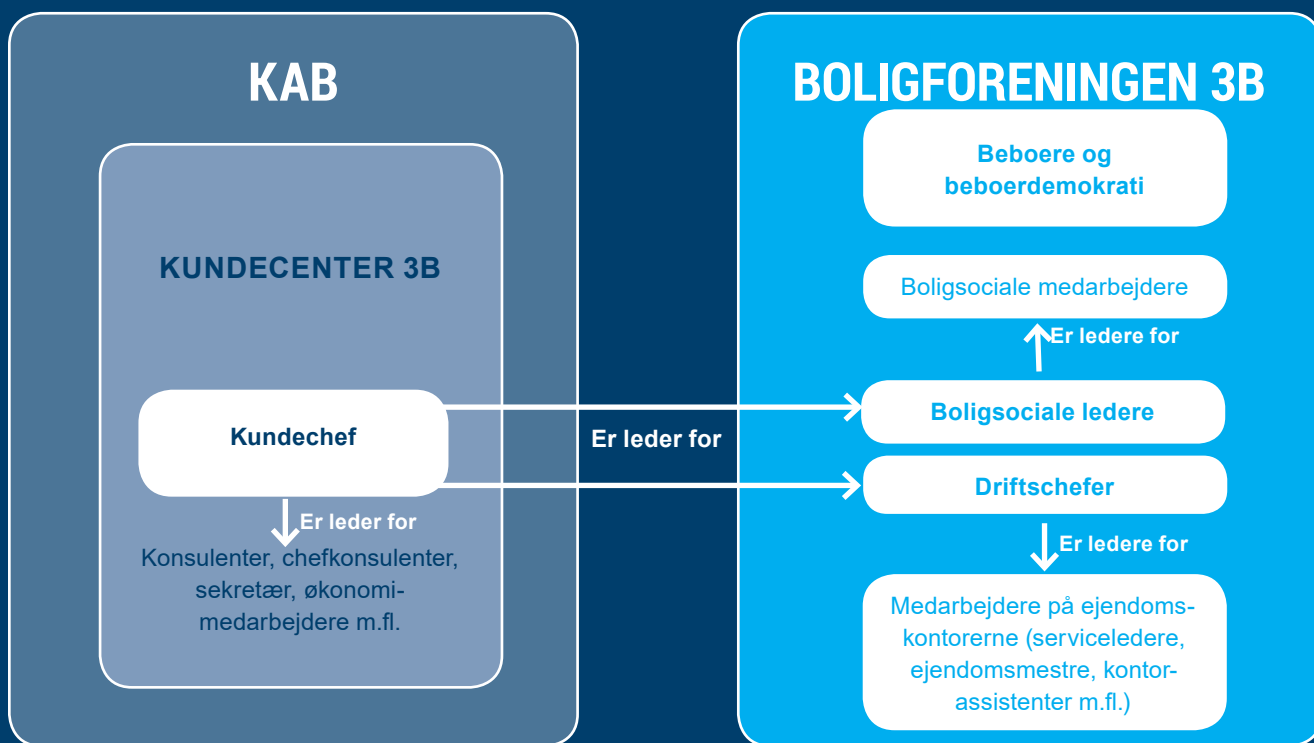 KAB
KUNDECENTER 3B
Kundechef
Er leder for
Konsulenter, chefkonsulenter,
sekretær, økonomi-
medarbejdere m.fl.
Er leder for
BOLIGFORENINGEN 3B
Beboere og
beboerdemokrati
Boligsociale medarbejdere
Er ledere for
Boligsociale ledere
Driftschefer
Er ledere for
Medarbejdere på ejendoms-
kontorerne (serviceledere,
ejendomsmestre, kontor-
assistenter m.fl.)